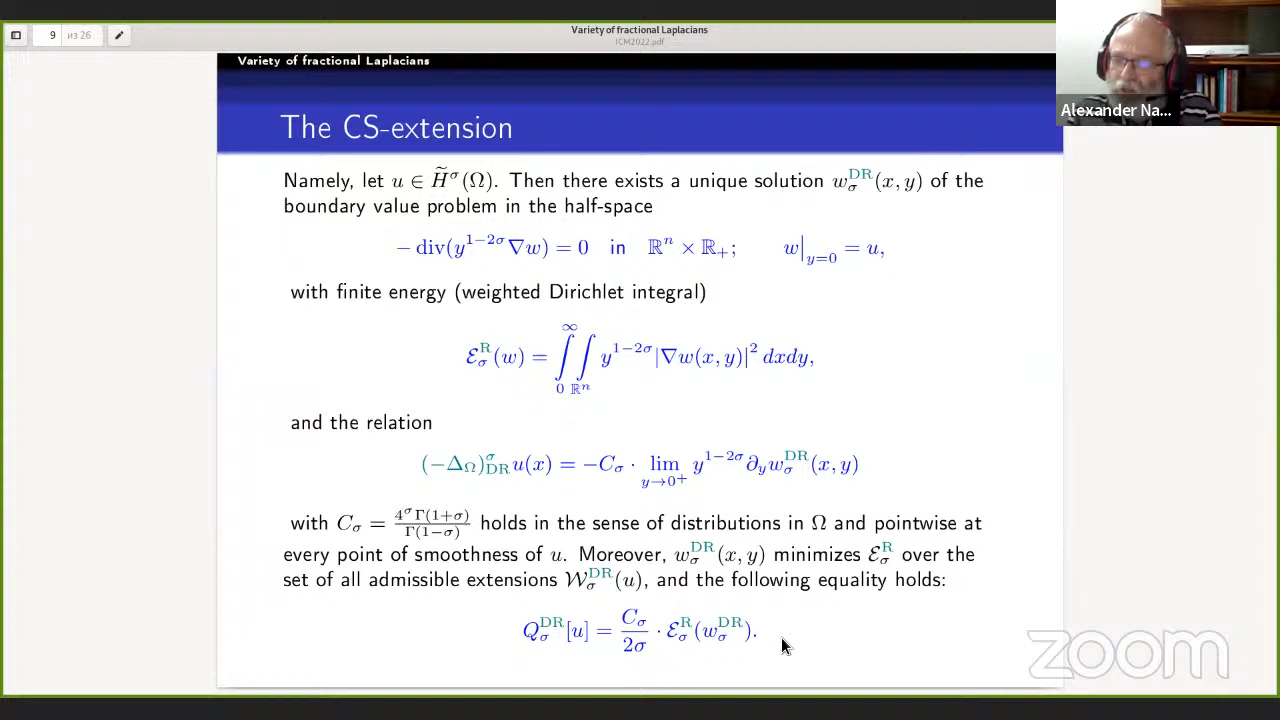 Variety of fractional Laplacians
ICM2022.pdf
9 из 26
Variety of fractional Laplacians
Alexander Na...
The CS-extension
Namely, let u ∈ H̃^σ(Ω). Then there exists a unique solution w_σ^{DR}(x, y) of the
boundary value problem in the half-space
− div(y^{1−2σ}∇w) = 0 in ℝ^n × ℝ_+; w|_{y=0} = u,
with finite energy (weighted Dirichlet integral)
ℰ_σ^R(w) = ∫_0^∞ ∫_{ℝ^n} y^{1−2σ}|∇w(x, y)|^2 dxdy,
and the relation
(−Δ_Ω)^σ_{DR} u(x) = −C_σ · lim_{y→0^+} y^{1−2σ}∂_y w_σ^{DR}(x, y)
with C_σ = \frac{4^σ Γ(1+σ)}{Γ(1−σ)} holds in the sense of distributions in Ω and pointwise at
every point of smoothness of u. Moreover, w_σ^{DR}(x, y) minimizes ℰ_σ^R over the
set of all admissible extensions 𝒲_σ^{DR}(u), and the following equality holds:
Q_σ^{DR}[u] = \frac{C_σ}{2σ} · ℰ_σ^R(w_σ^{DR}).
zoom